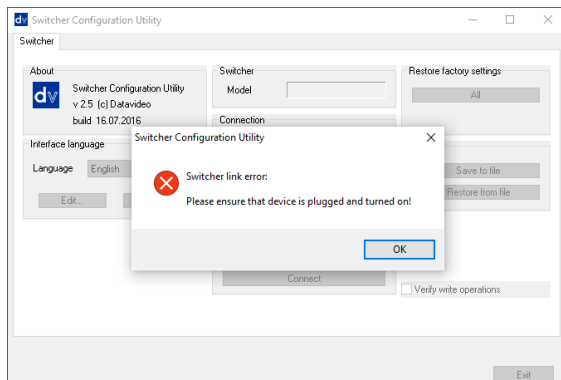 dv Switcher Configuration Utility
Switcher
About
dv
Switcher Configuration Utility
v 2.5 (c) Datavideo
build 16.07.2016
Interface language
Language English
Edit...
Switcher
Model
Connection
Connect
Restore factory settings
All
Save to file
Restore from file
Verify write operations
Exit
Switcher Configuration Utility
Switcher link error:
Please ensure that device is plugged and turned on!
OK